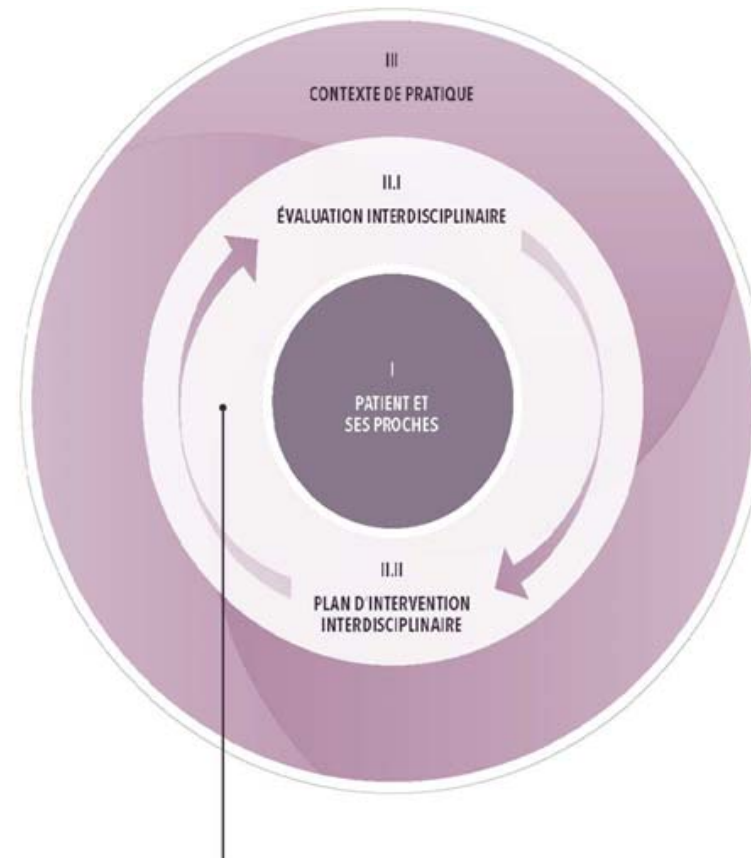 III
CONTEXTE DE PRATIQUE
II.I
ÉVALUATION INTERDISCIPLINAIRE
I
PATIENT ET
SES PROCHES
II.II
PLAN D'INTERVENTION
INTERDISCIPLINAIRE